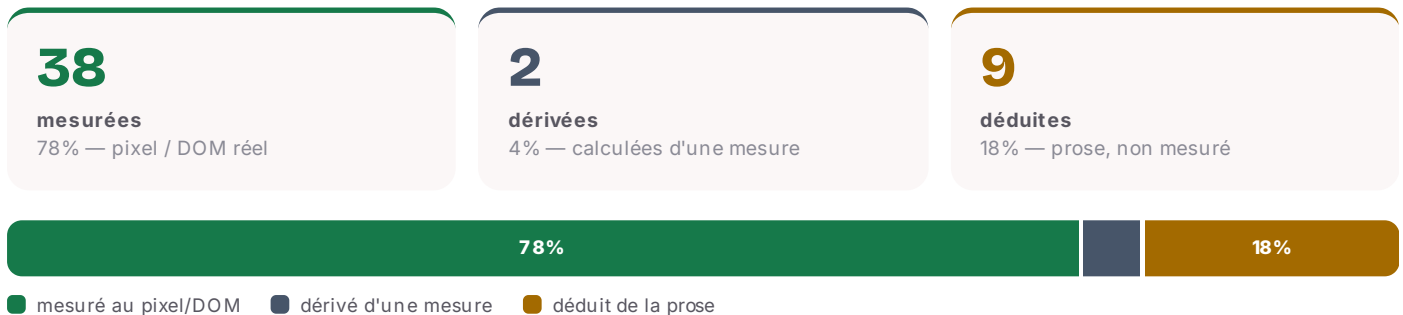 38
mesurées
78% — pixel / DOM réel
2
dérivées
4% — calculées d'une mesure
9
déduites
18% — prose, non mesuré
78%
18%
mesuré au pixel/DOM
dérivé d'une mesure
déduit de la prose